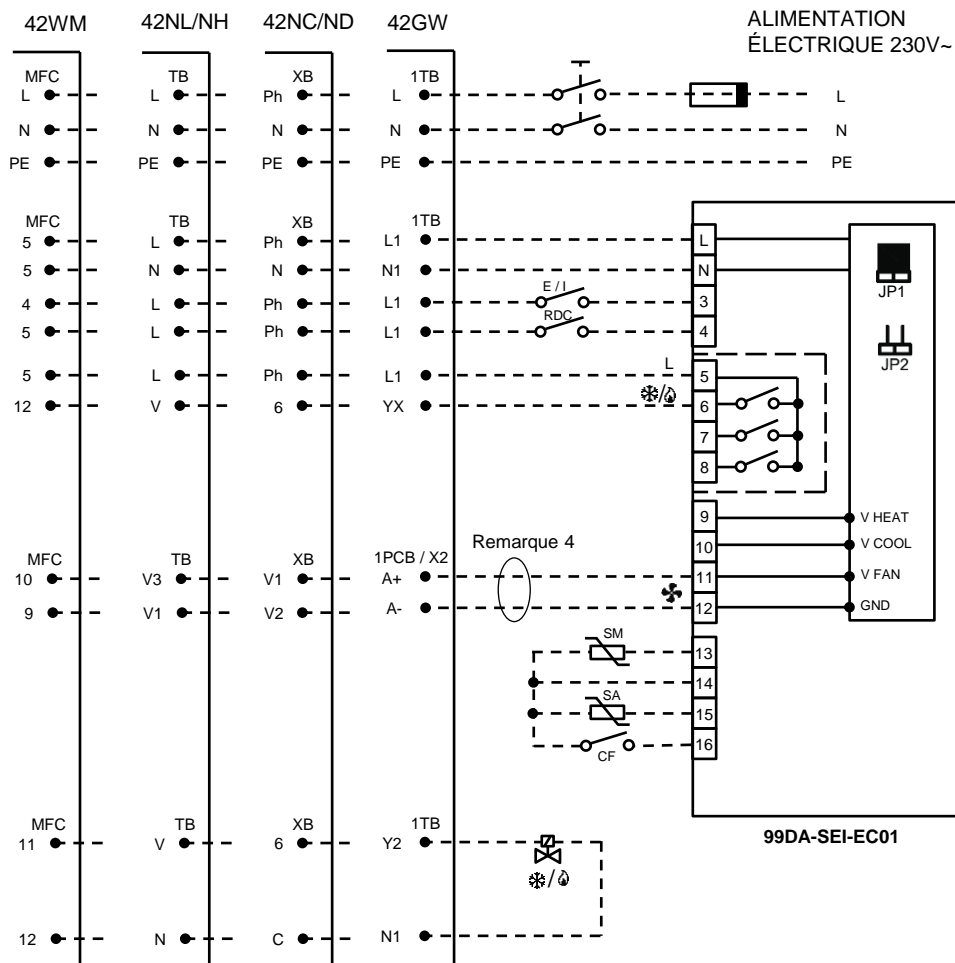 42WM 42NL/NH 42NC/ND 42GW ALIMENTATION
ÉLECTRIQUE 230V~
MFC TB XB 1TB
L L Ph L L
N N N N N
PE PE PE PE PE
MFC TB XB 1TB
5 L Ph L1 L
5 N N N1 N
4 L Ph L1 E / I 3
5 L Ph L1 RDC 4
JP1
JP2
5 L Ph L1 L 5
12 V 6 YX 6
7
8
9 V HEAT
10 V COOL
MFC TB XB 1PCB / X2 Remarque 4
10 V3 V1 A+ 11 V FAN
9 V1 V2 A- 12 GND
SM 13
14
SA 15
CF 16
MFC TB XB 1TB
11 V 6 Y2
99DA-SEI-EC01
12 N C N1